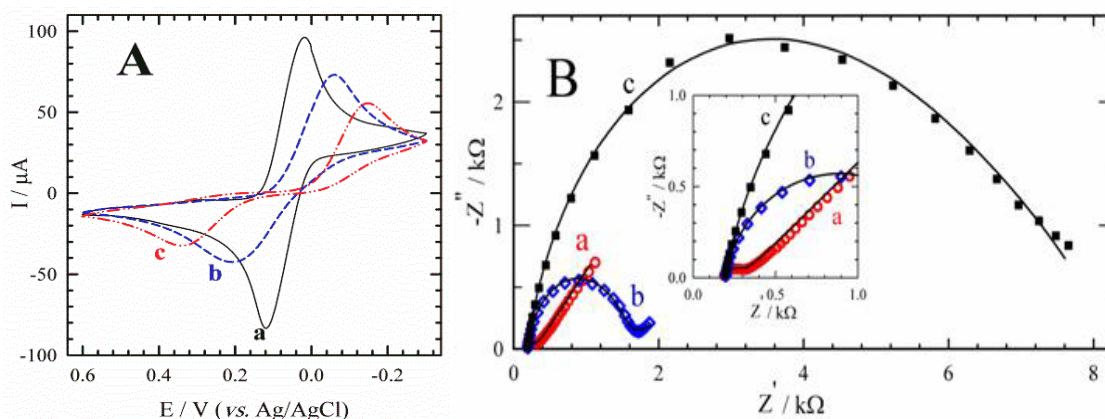 A
100
50
0
-50
-100
I / µA
a
b
c
0.6 0.4 0.2 0.0 -0.2
E / V (vs. Ag/AgCl)
B
2
1
0
-Z'' / kΩ
c
a
b
0 2 4 6 8
Z' / kΩ
1.0
0.5
0.0
-Z'' / kΩ
c
b
a
0.5 1.0
Z' / kΩ